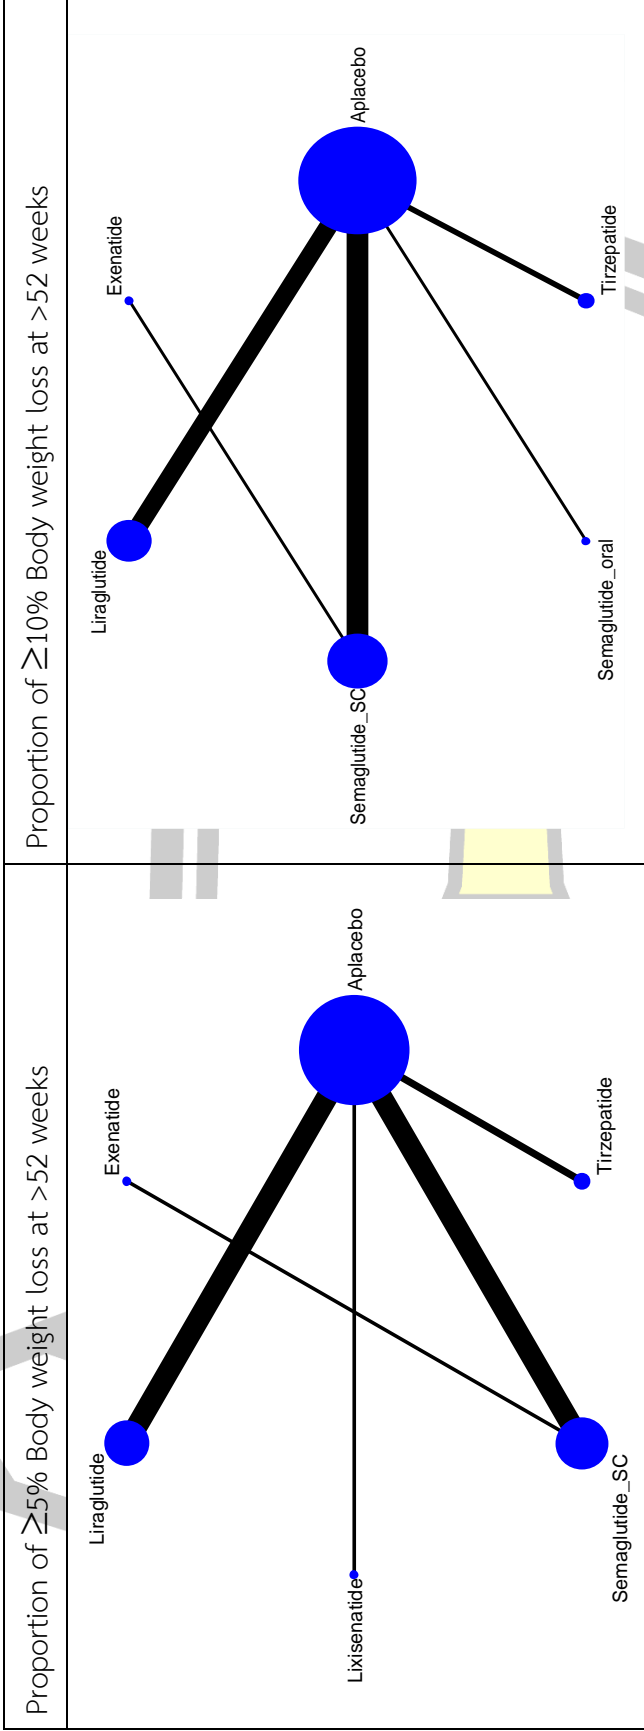 Proportion of ≥5% Body weight loss at >52 weeks
Exenatide
Liraglutide
Aplacebo
Lixisenatide
Tirzepatide
Semaglutide_SC
Proportion of ≥10% Body weight loss at >52 weeks
Exenatide
Liraglutide
Aplacebo
Semaglutide_SC
Tirzepatide
Semaglutide_oral